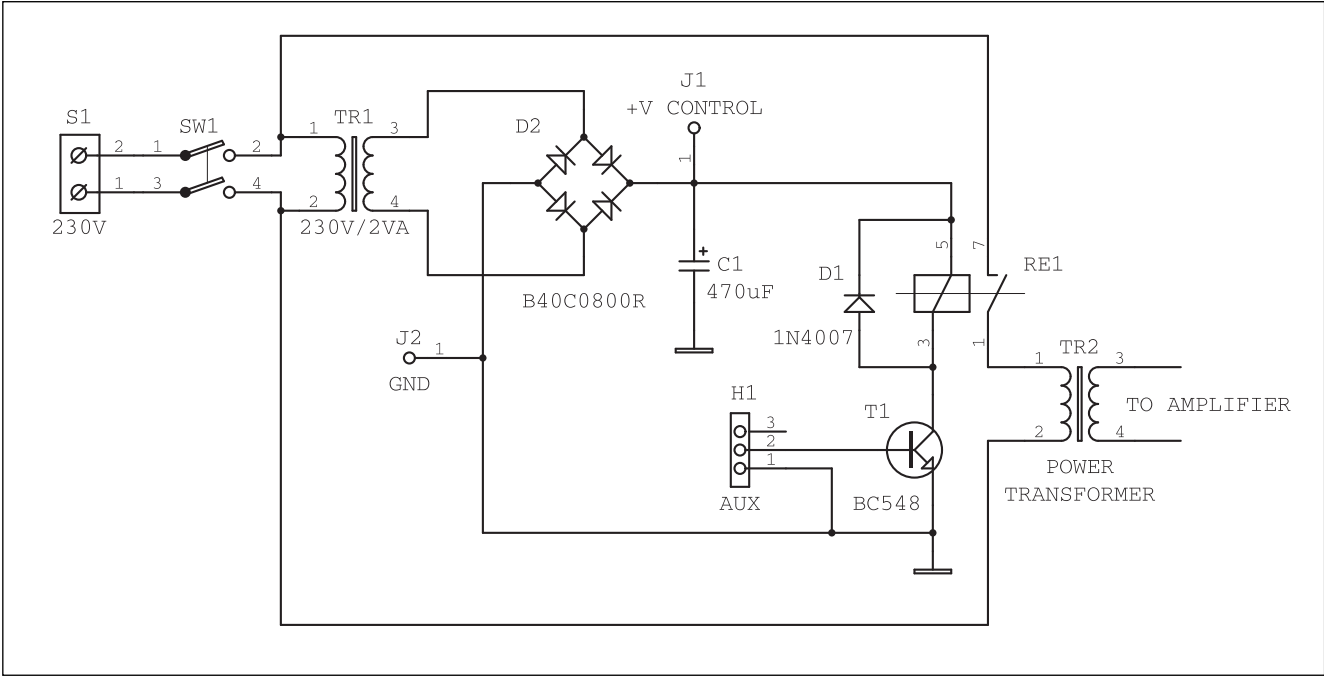 J1
+V CONTROL
1
S1
2
1
230V
SW1
1
2
3
4
TR1
1
3
2
4
230V/2VA
D2
B40C0800R
+
C1
470uF
J2
1
GND
D1
1N4007
5
7
3
1
RE1
TR2
1
3
2
4
TO AMPLIFIER
POWER
TRANSFORMER
H1
3
2
1
AUX
T1
BC548